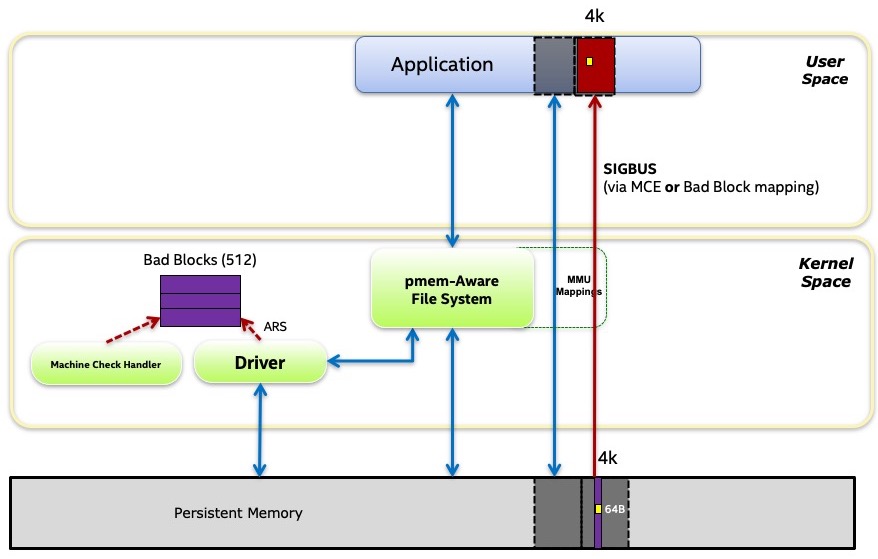 4k
Application
User
Space
SIGBUS
(via MCE or Bad Block mapping)
Bad Blocks (512)
pmem-Aware
File System
MMU
Mappings
Kernel
Space
ARS
Machine Check Handler
Driver
4k
Persistent Memory
64B